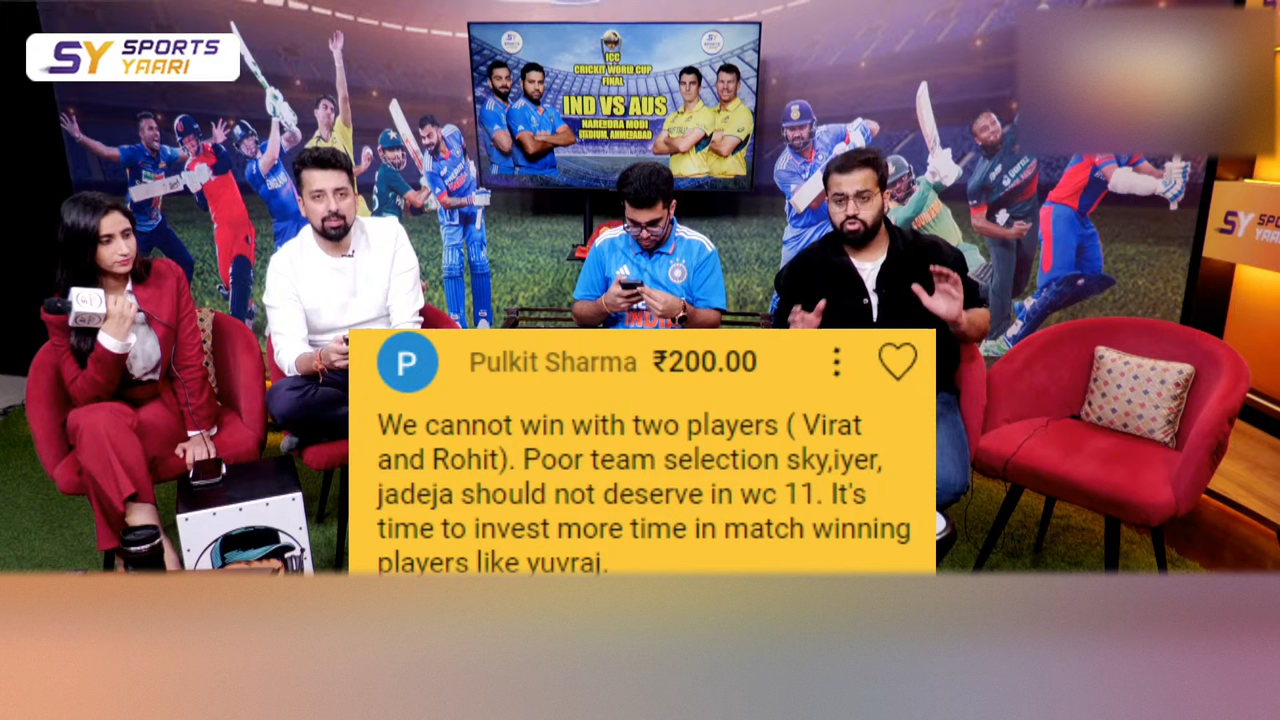 SY SPORTS
YAARI
ICC
CRICKET WORLD CUP
FINAL
IND VS AUS
NARENDRA MODI
STADIUM, AHMEDABAD
INDIA
SY
YAARI
P Pulkit Sharma ₹200.00
We cannot win with two players ( Virat
and Rohit). Poor team selection sky,iyer,
jadeja should not deserve in wc 11. It's
time to invest more time in match winning
players like yuvraj.